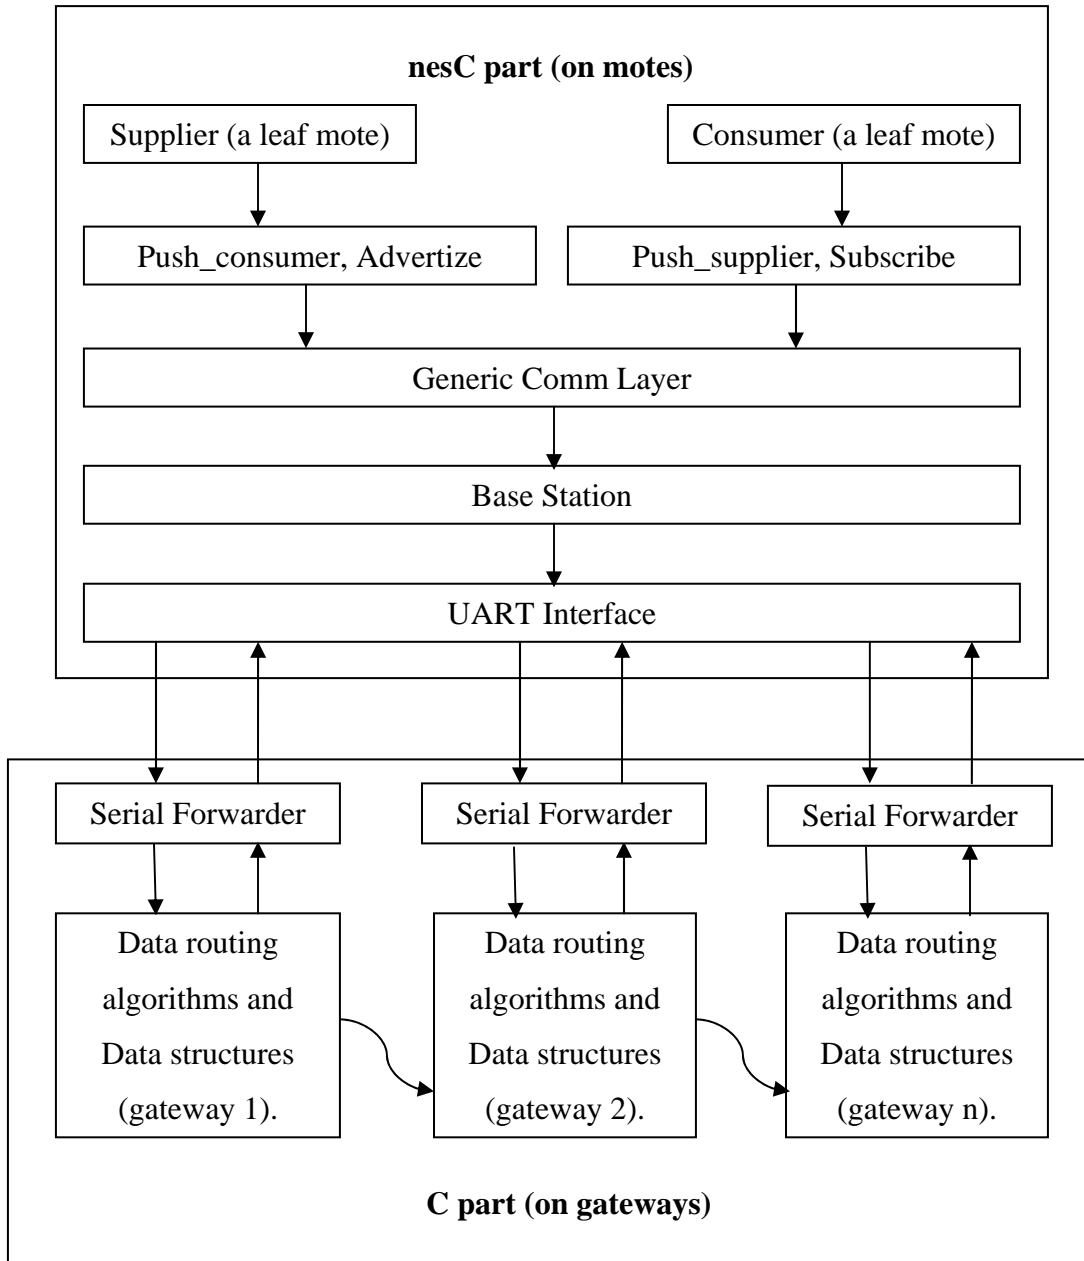 nesC part (on motes)
Supplier (a leaf mote)
Consumer (a leaf mote)
Push_consumer, Advertize
Push_supplier, Subscribe
Generic Comm Layer
Base Station
UART Interface
Serial Forwarder
Serial Forwarder
Serial Forwarder
Data routing
algorithms and
Data structures
(gateway 1).
Data routing
algorithms and
Data structures
(gateway 2).
Data routing
algorithms and
Data structures
(gateway n).
C part (on gateways)